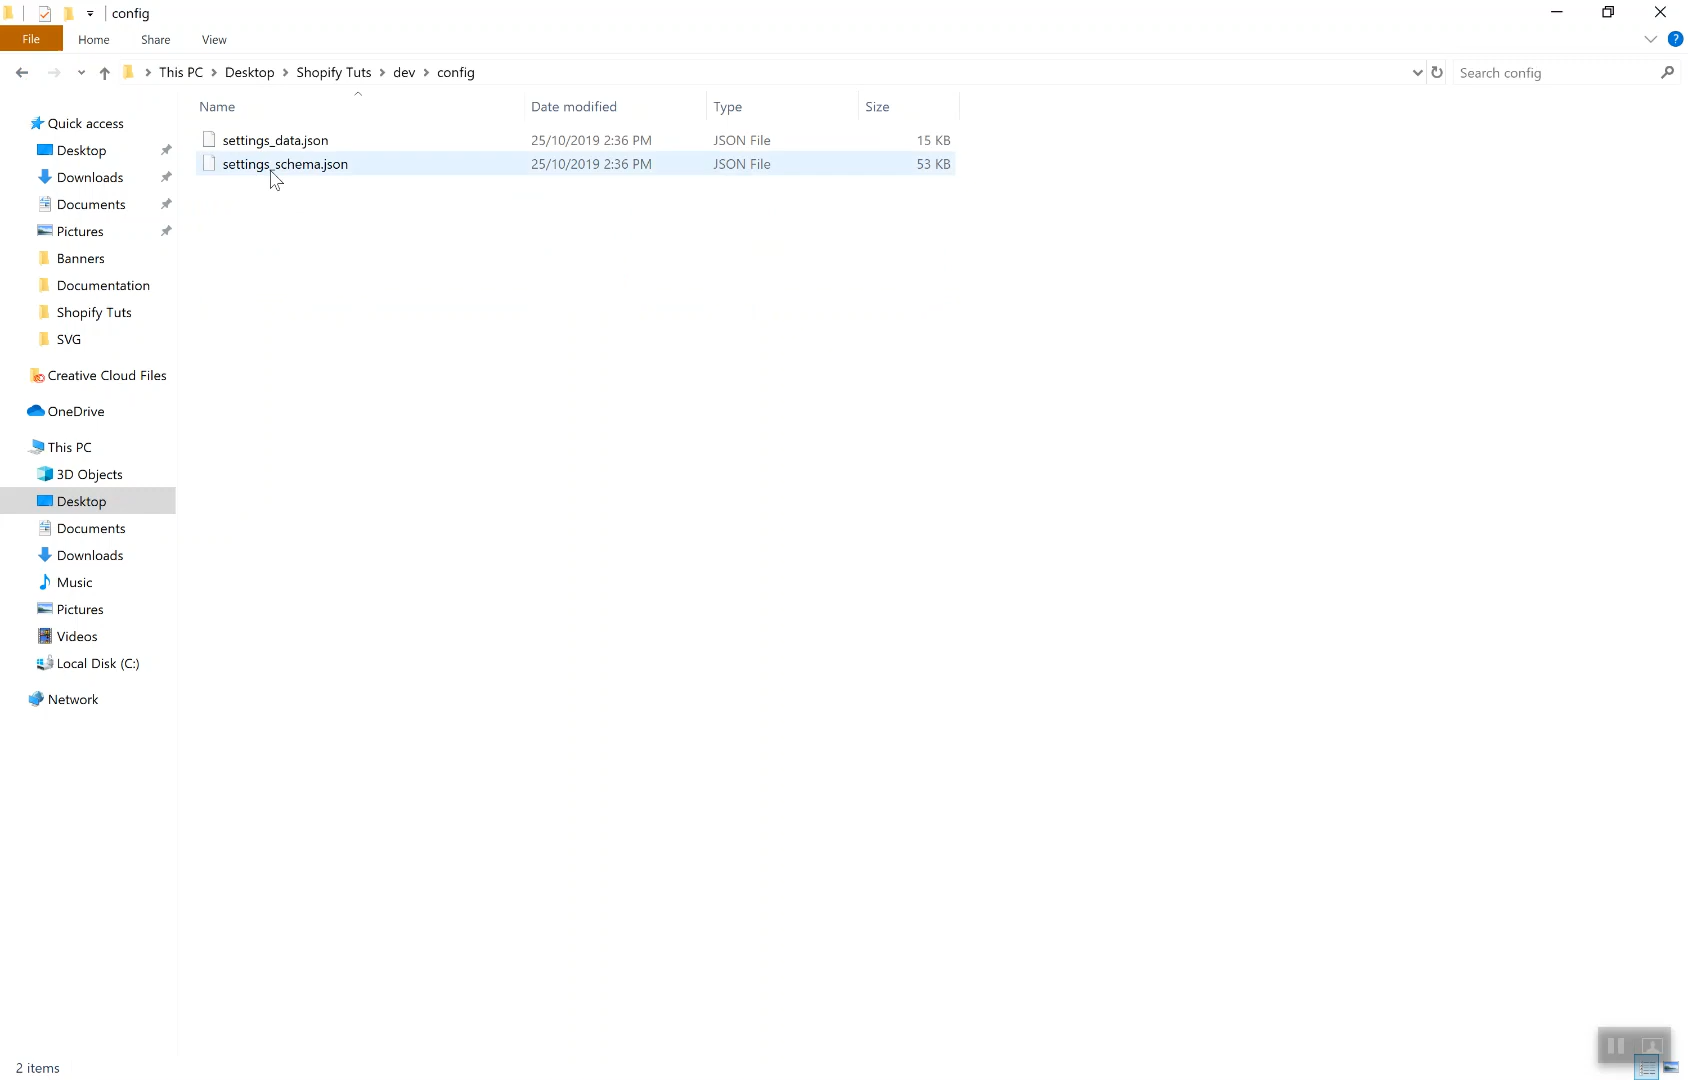 config
File Home Share View
?
This PC Desktop Shopify Tuts dev config
Search config
Name Date modified Type Size
settings_data.json 25/10/2019 2:36 PM JSON File 15 KB
settings_schema.json 25/10/2019 2:36 PM JSON File 53 KB
Quick access
Desktop
Downloads
Documents
Pictures
Banners
Documentation
Shopify Tuts
SVG
Creative Cloud Files
OneDrive
This PC
3D Objects
Desktop
Documents
Downloads
Music
Pictures
Videos
Local Disk (C:)
Network
2 items